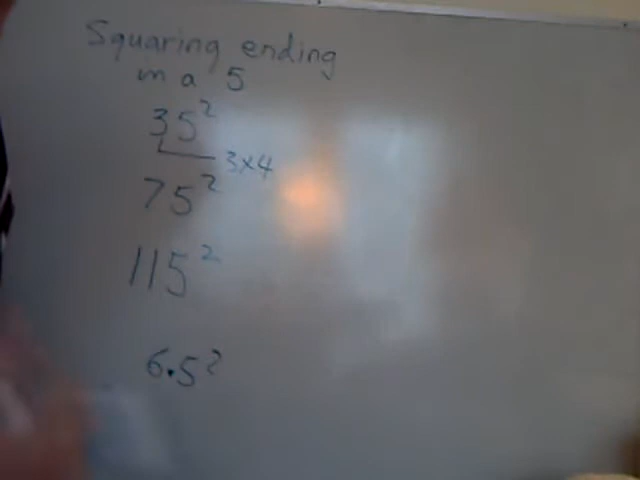 Squaring ending
in a 5
35²
3x4
75²
115²
6.5²